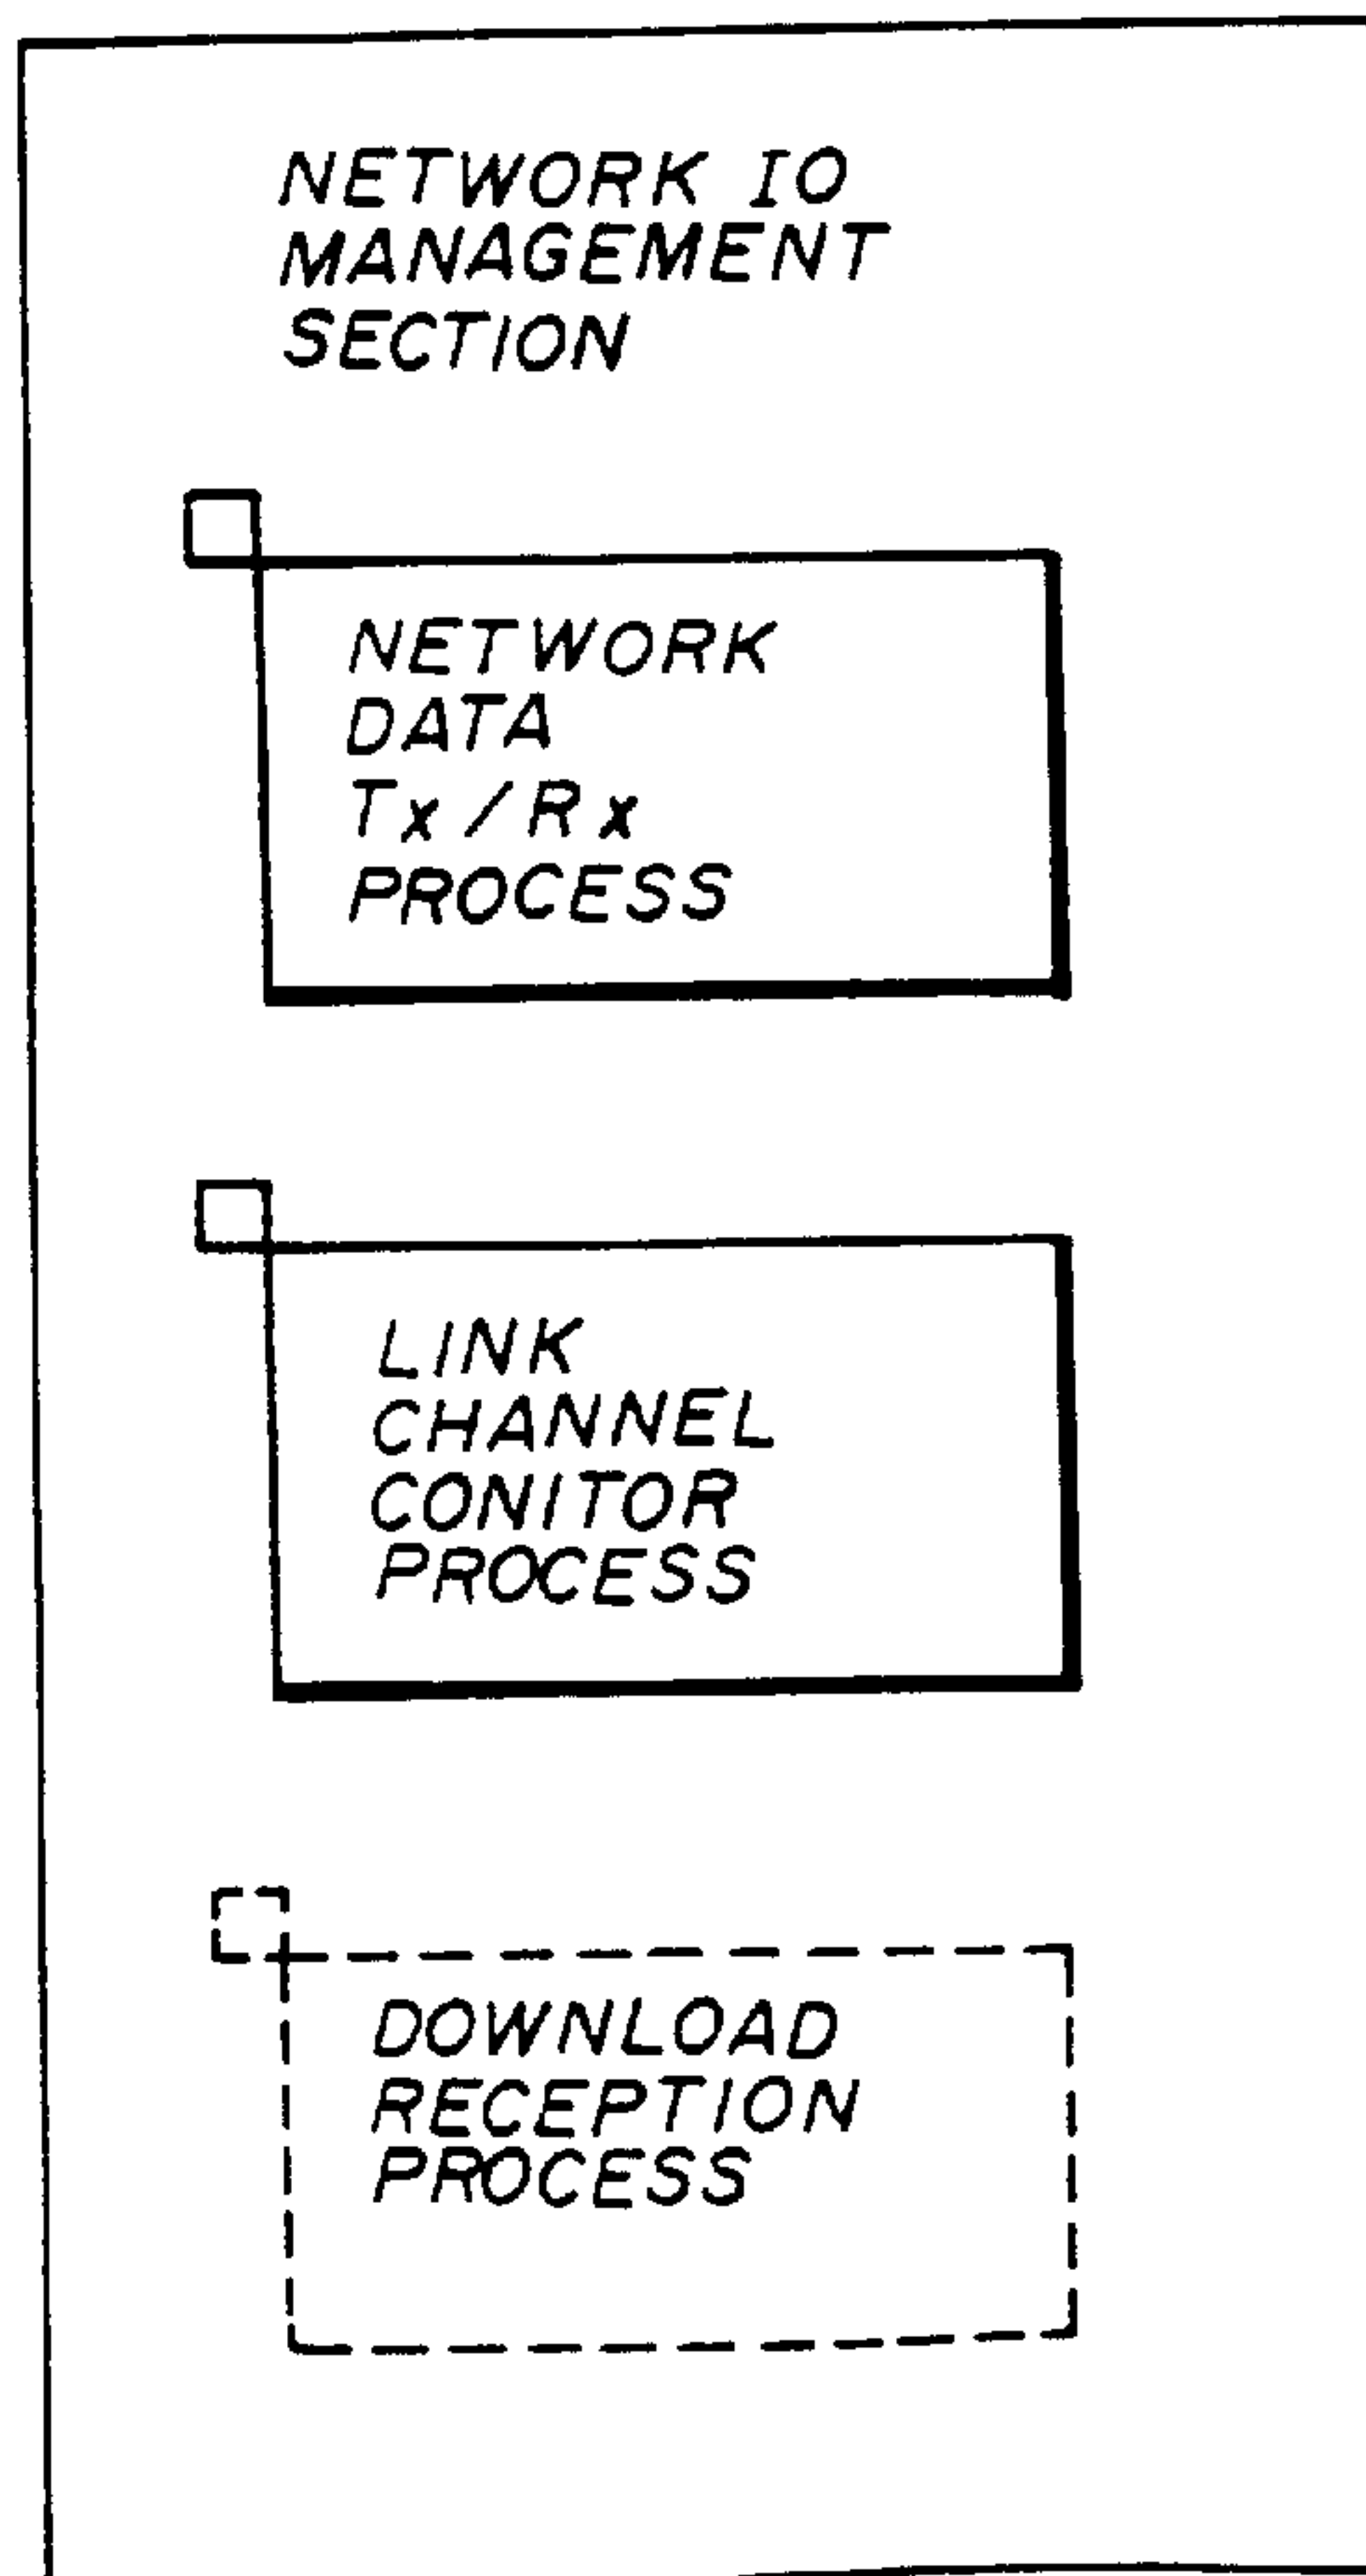 NETWORK IO
MANAGEMENT
SECTION
NETWORK
DATA
Tx/Rx
PROCESS
LINK
CHANNEL
CONITOR
PROCESS
DOWNLOAD
RECEPTION
PROCESS